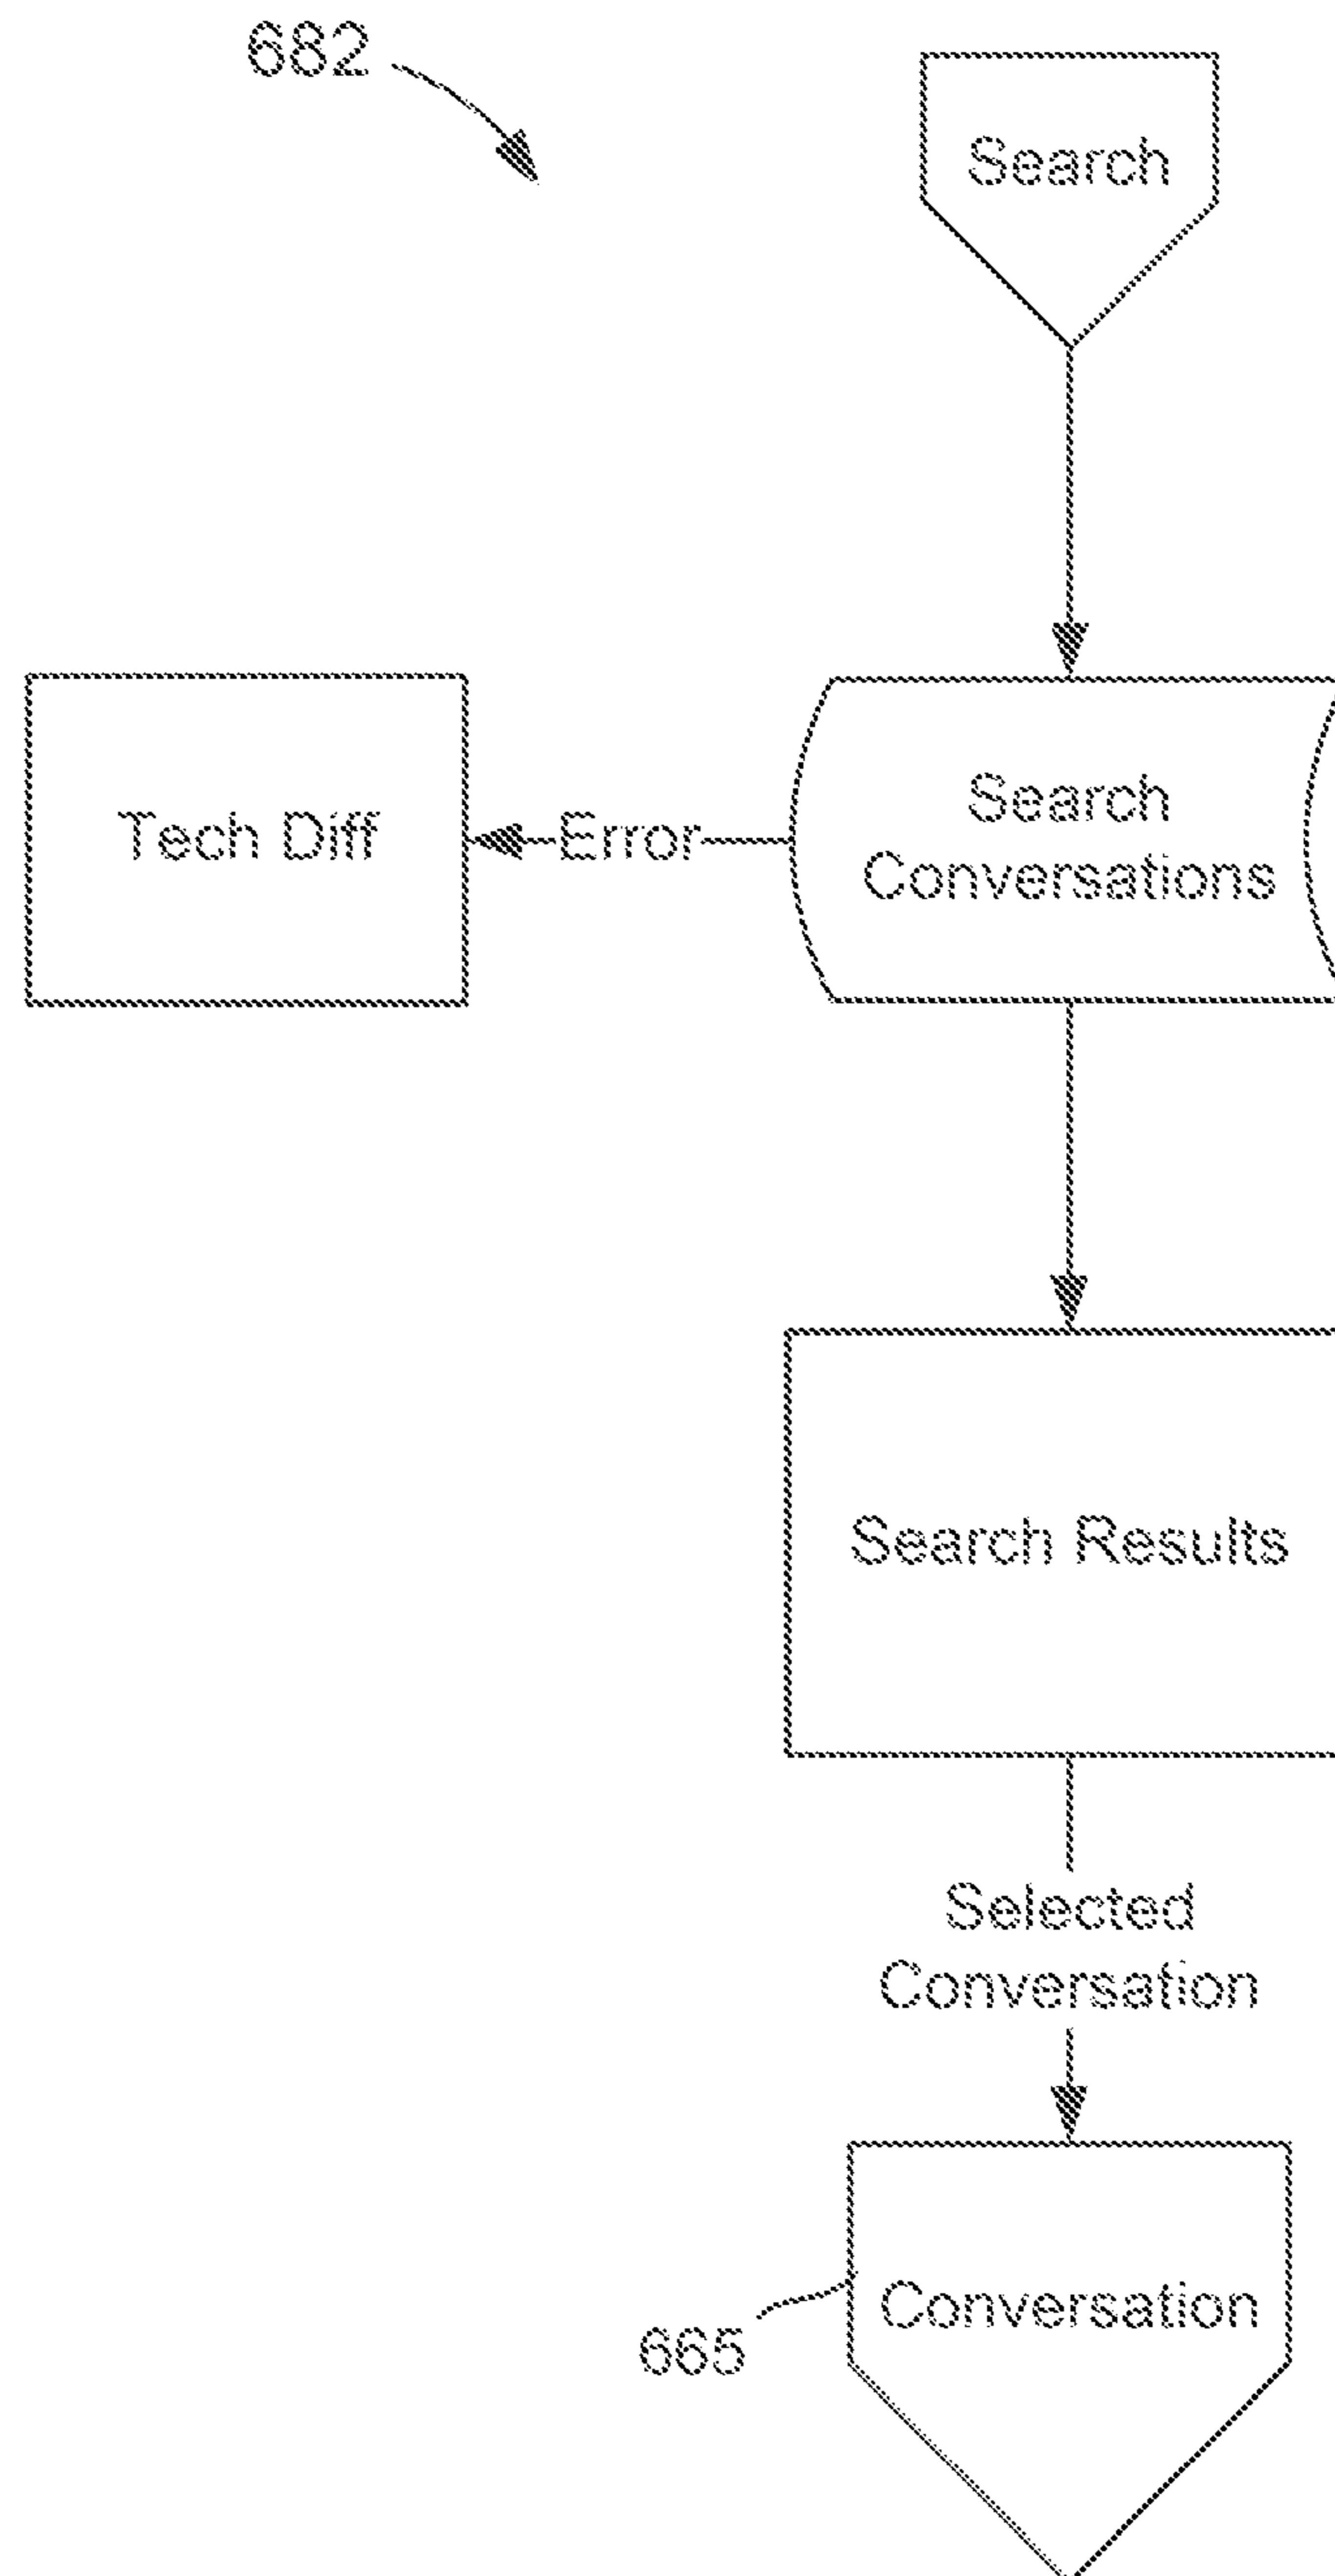 682
Search
Search
Conversations
Error
Tech Diff
Search Results
Selected
Conversation
Conversation
665